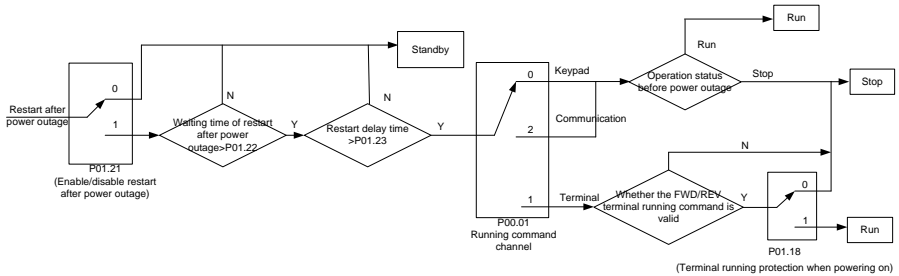 Run
Run
Standby
0
Keypad
Operation status
before power outage
Stop
Stop
0
N
N
Restart after
power outage
Communication
1
Waiting time of restart
after power
outage>P01.22
Y
Restart delay time
>P01.23
Y
2
N
P01.21
(Enable/disable restart
after power outage)
Whether the FWD/REV
terminal running command is
valid
Y
0
1
Terminal
1
Run
P00.01
Running command
channel
P01.18
(Terminal running protection when powering on)